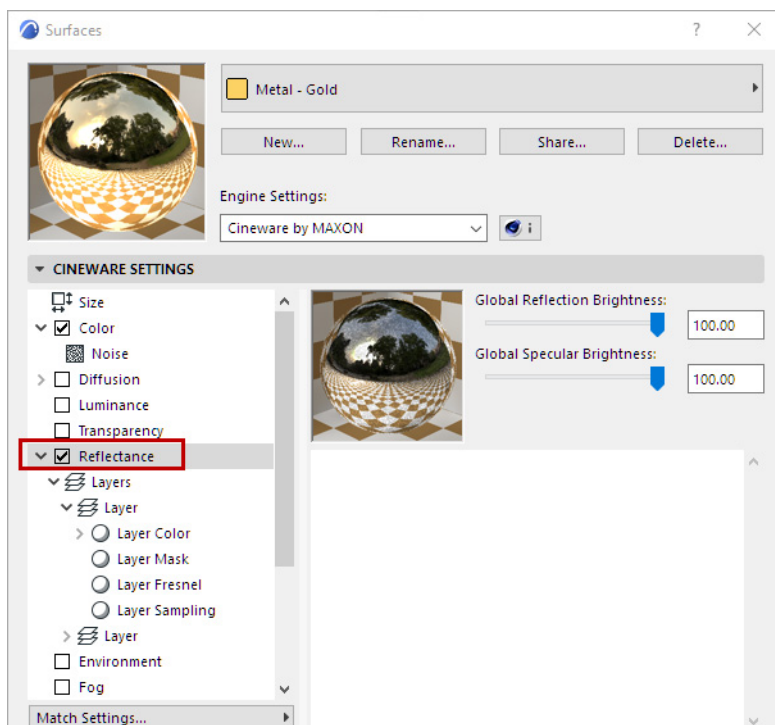 Surfaces
?
Metal - Gold
New...
Rename...
Share...
Delete...
Engine Settings:
Cineware by MAXON
i
CINEWARE SETTINGS
Size
Color
Noise
Diffusion
Luminance
Transparency
Reflectance
Layers
Layer
Layer Color
Layer Mask
Layer Fresnel
Layer Sampling
Layer
Environment
Fog
Match Settings...
Global Reflection Brightness:
100.00
Global Specular Brightness:
100.00